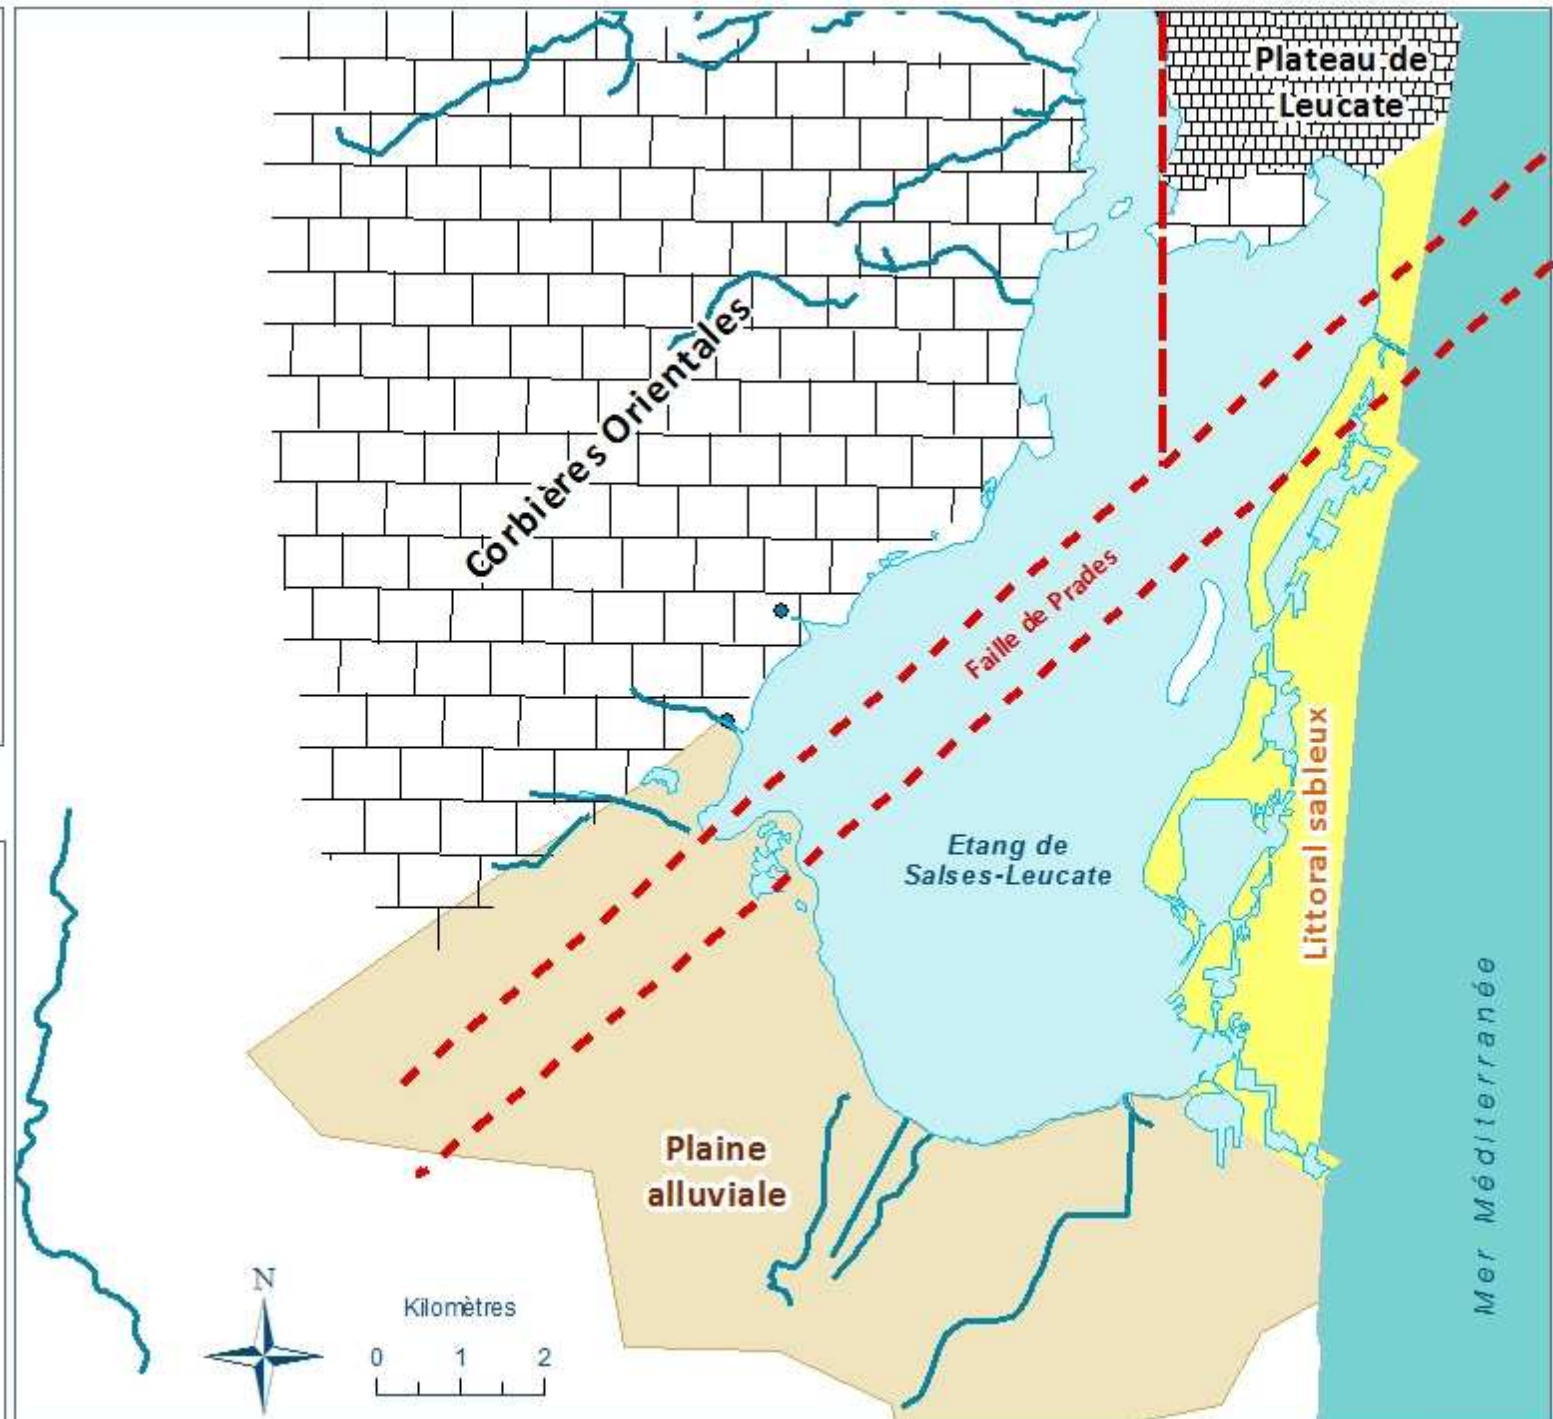 Plateau de
Leucate
Corbières Orientales
Faille de Prades
Etang de
Salses-Leucate
Littoral sableux
Mer Méditerranée
Plaine
alluviale
N
Kilomètres
0 1 2